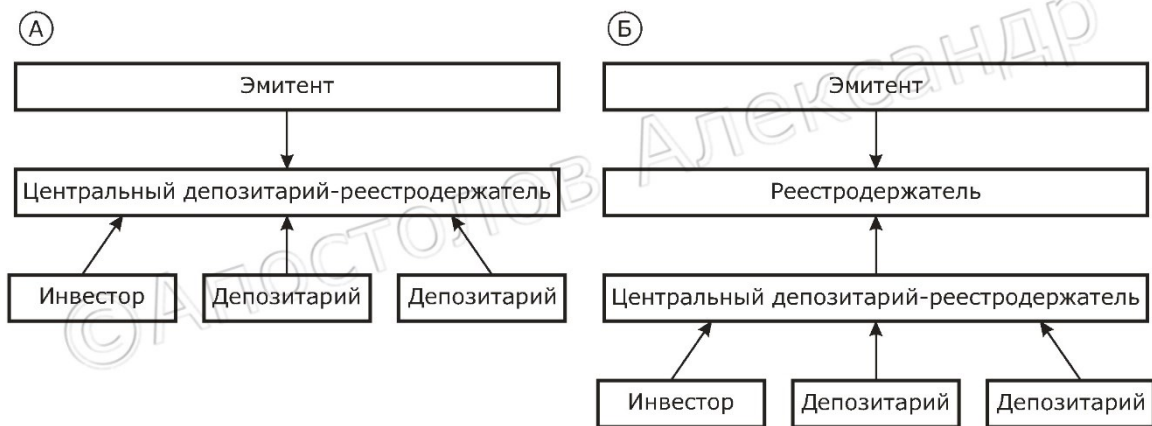 А
Эмитент
Центральный депозитарий-реестродержатель
Инвестор
Депозитарий
Депозитарий
Б
Эмитент
Реестродержатель
Центральный депозитарий-реестродержатель
Инвестор
Депозитарий
Депозитарий
©Апостолов Александр